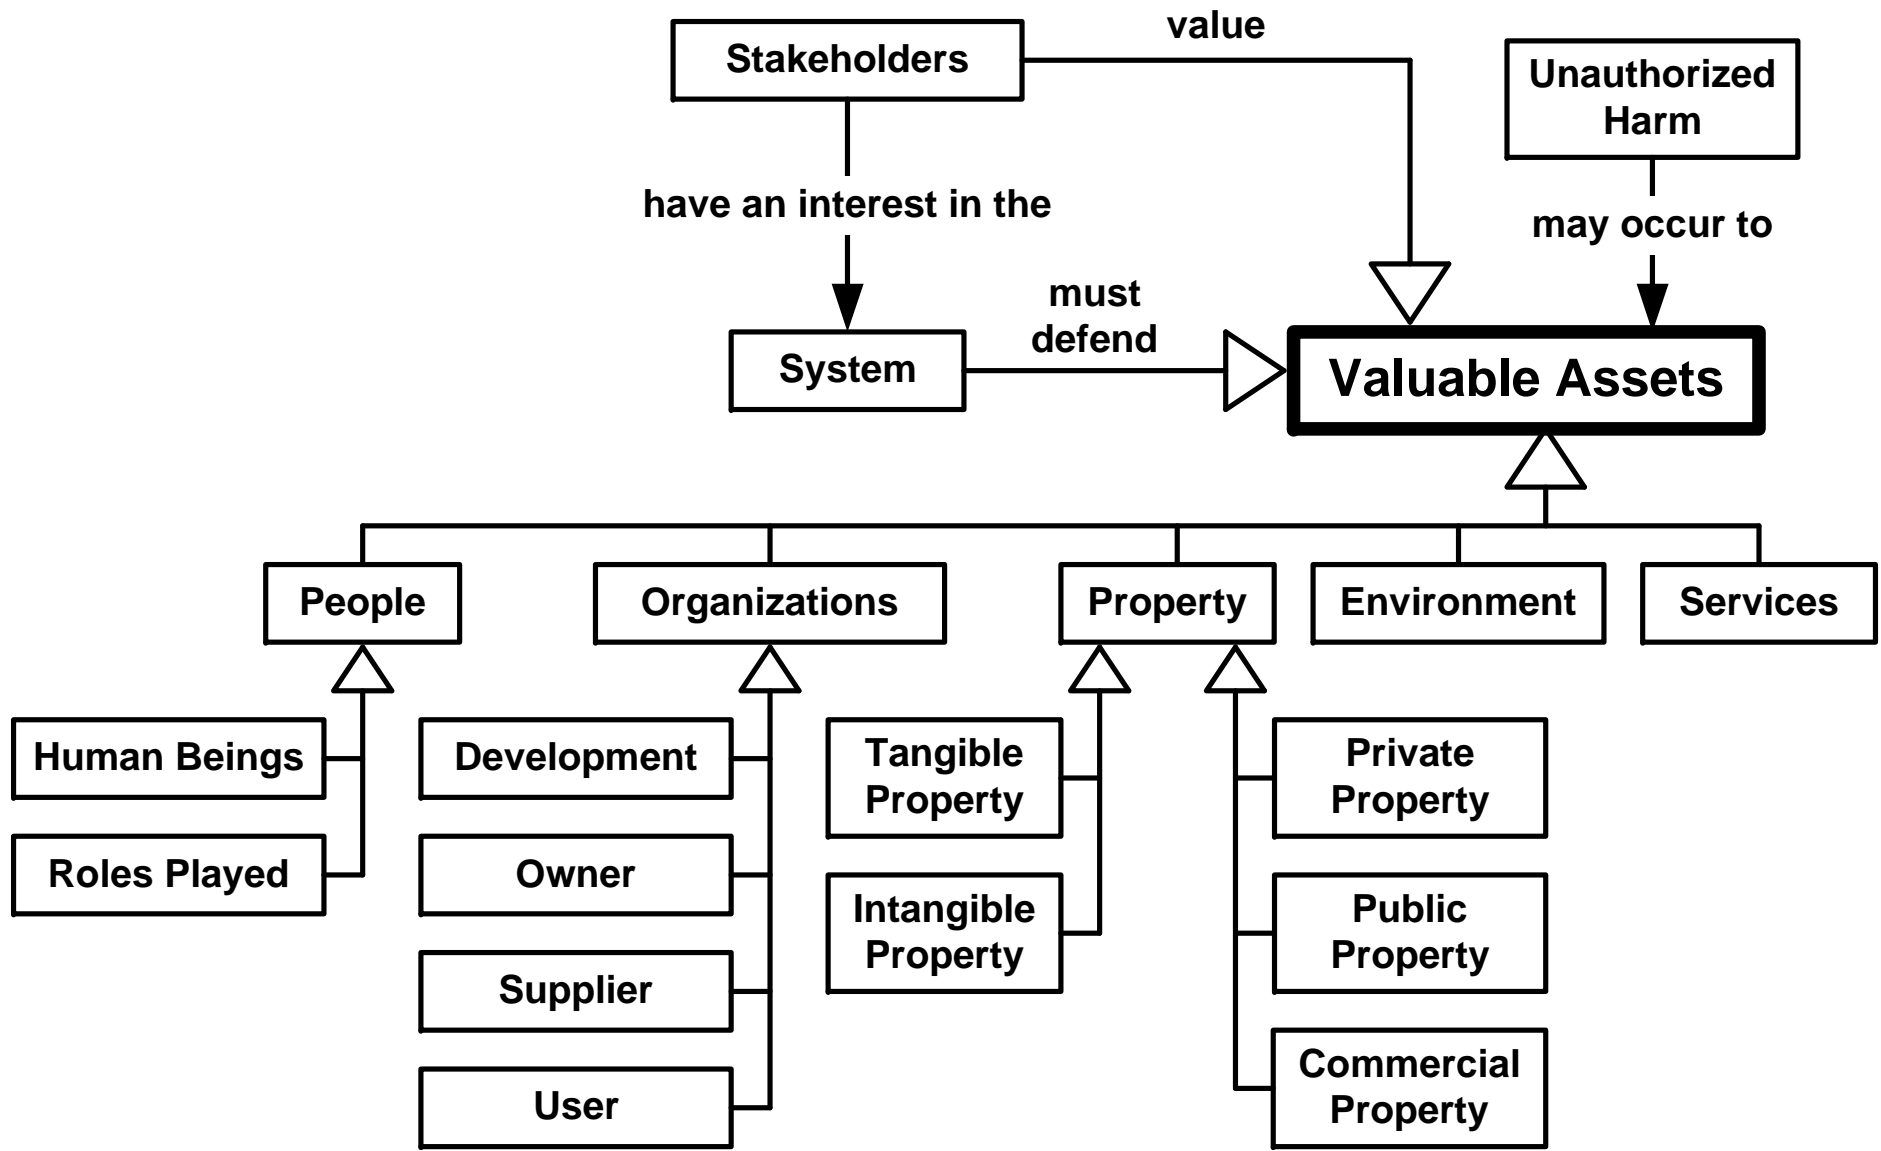 value
Stakeholders
Unauthorized
Harm
have an interest in the
may occur to
must
defend
System
Valuable Assets
People
Organizations
Property
Environment
Services
Human Beings
Development
Tangible
Property
Private
Property
Roles Played
Owner
Intangible
Property
Public
Property
Supplier
Commercial
Property
User